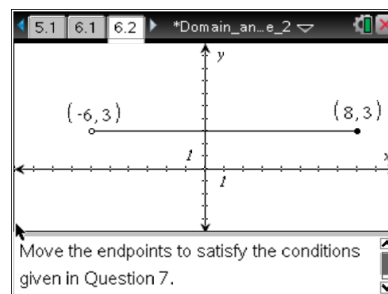 5.1 6.1 6.2 *Domain_an...e_2
y
(-6,3) (8,3)
1
x
1
Move the endpoints to satisfy the conditions
given in Question 7.